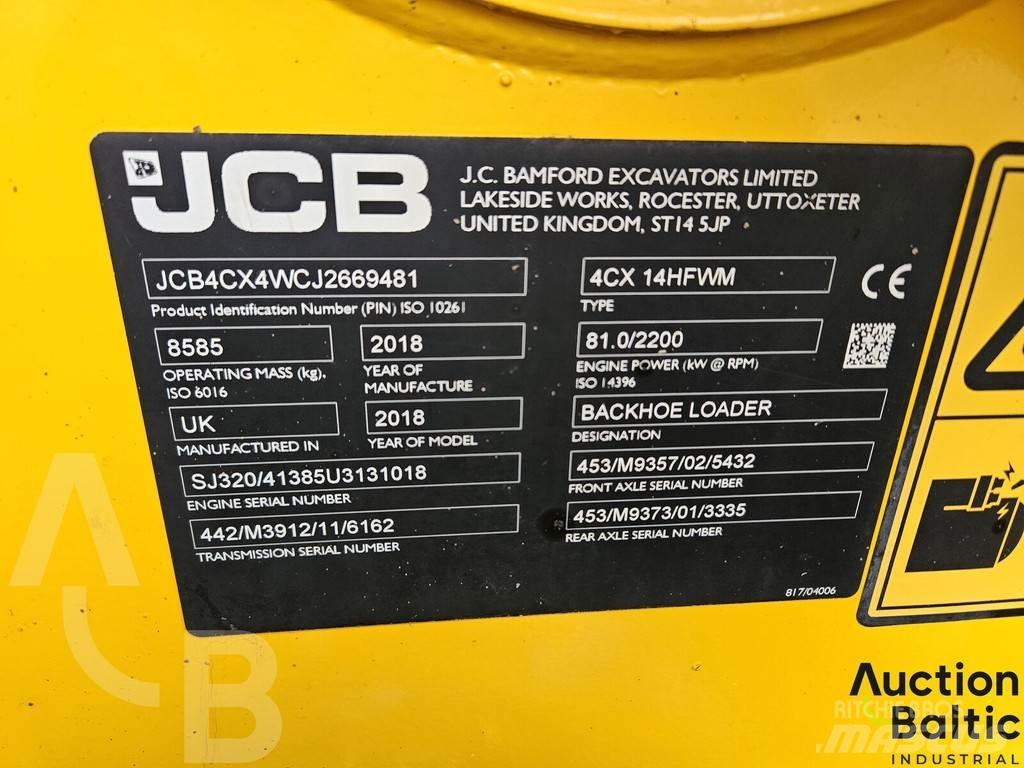 JCB
J.C. BAMFORD EXCAVATORS LIMITED
LAKESIDE WORKS, ROCESTER, UTTOXETER
UNITED KINGDOM, ST14 5JP
JCB4CX4WCJ2669481
Product Identification Number (PIN) ISO 10261
4CX 14HFWM
TYPE
CE
8585
OPERATING MASS (kg),
ISO 6016
2018
YEAR OF
MANUFACTURE
81.0/2200
ENGINE POWER (kW @ RPM)
ISO 14396
UK
MANUFACTURED IN
2018
YEAR OF MODEL
BACKHOE LOADER
DESIGNATION
SJ320/41385U3131018
ENGINE SERIAL NUMBER
453/M9357/02/5432
FRONT AXLE SERIAL NUMBER
442/M3912/11/6162
TRANSMISSION SERIAL NUMBER
453/M9373/01/3335
REAR AXLE SERIAL NUMBER
817/04006
Auction
Baltic
INDUSTRIAL
RITCHIE BROS
MASCUS